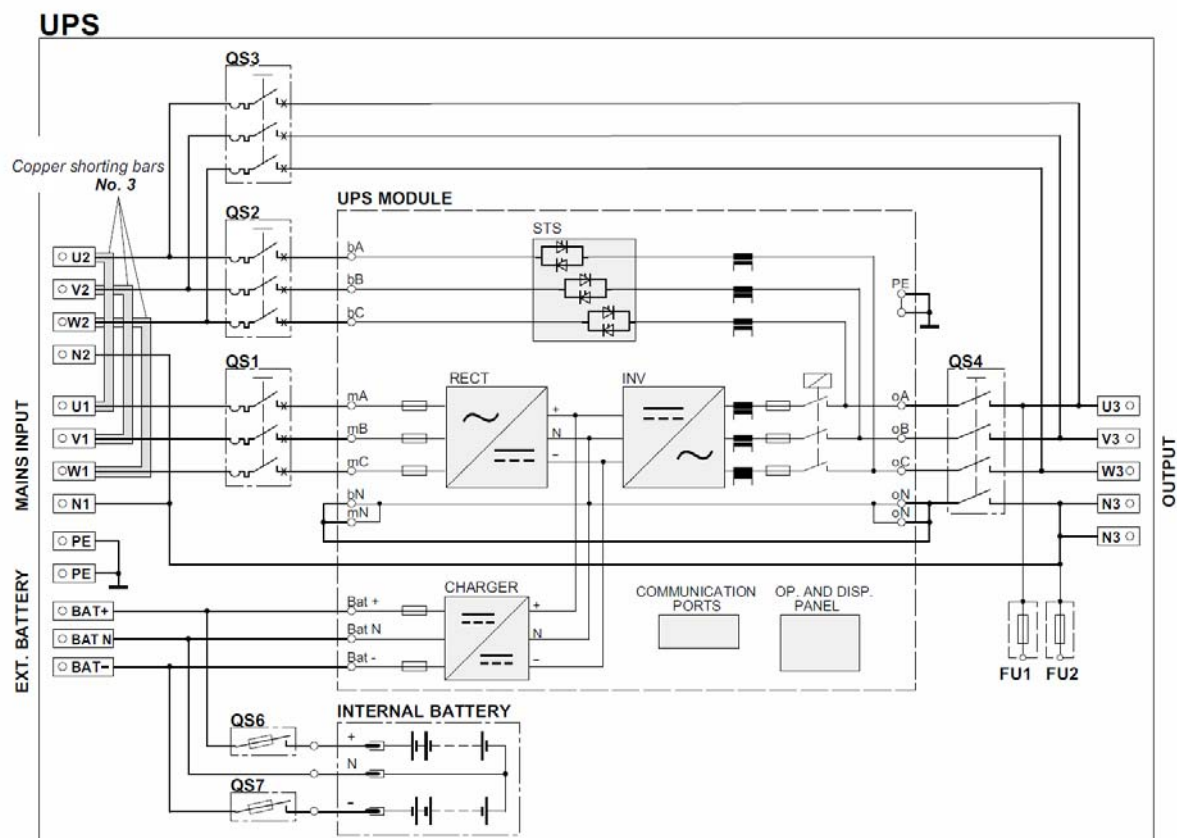 UPS
QS3
Copper shorting bars
No. 3
UPS MODULE
QS2
STS
bA
bB
bC
PE
U2
V2
W2
N2
QS1
RECT
INV
QS4
mA
mB
mC
+
N
−
oA
oB
oC
bN
mN
oN
oN
U1
V1
W1
N1
PE
PE
U3
V3
W3
N3
N3
MAINS INPUT
OUTPUT
EXT. BATTERY
BAT+
BAT N
BAT−
Bat +
Bat N
Bat -
CHARGER
+
N
−
COMMUNICATION
PORTS
OP. AND DISP.
PANEL
FU1
FU2
INTERNAL BATTERY
QS6
+
N
QS7
-